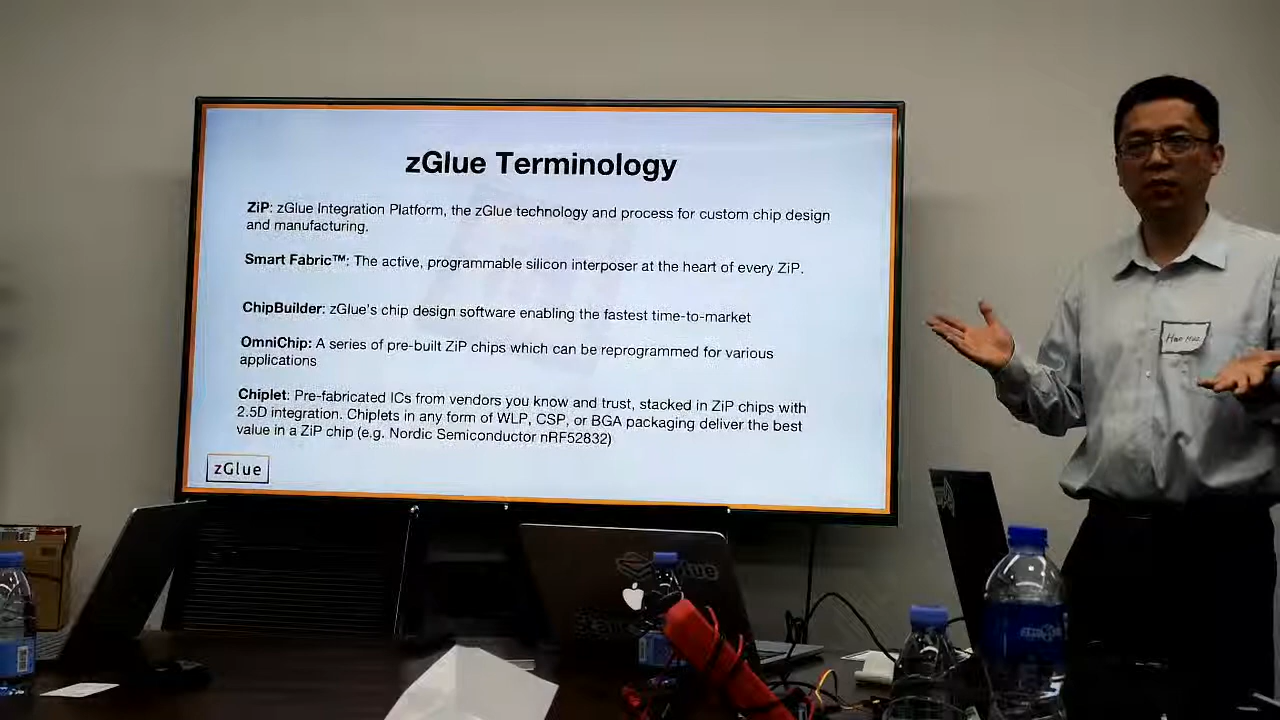 zGlue Terminology
ZiP: zGlue Integration Platform, the zGlue technology and process for custom chip design
and manufacturing.
Smart Fabric™: The active, programmable silicon interposer at the heart of every ZiP.
ChipBuilder: zGlue's chip design software enabling the fastest time-to-market
OmniChip: A series of pre-built ZiP chips which can be reprogrammed for various
applications
Chiplet: Pre-fabricated ICs from vendors you know and trust, stacked in ZiP chips with
2.5D integration. Chiplets in any form of WLP, CSP, or BGA packaging deliver the best
value in a ZiP chip (e.g. Nordic Semiconductor nRF52832)
zGlue